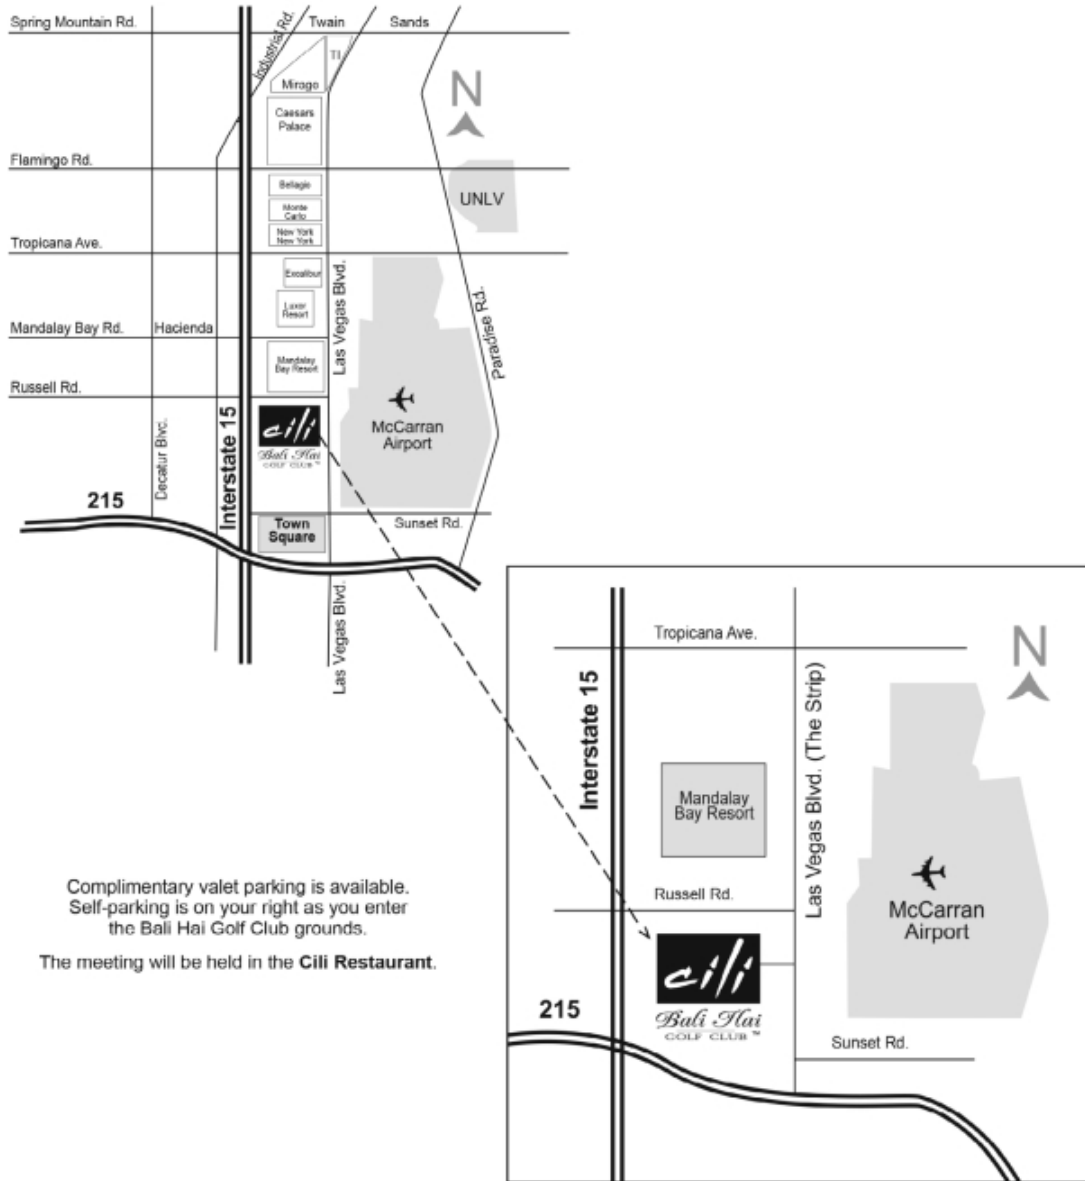 Spring Mountain Rd.
Industrial Rd.
Twain
Sands
TI
Mirage
Caesars
Palace
N
Flamingo Rd.
Bellagio
Monte
Carlo
New York
New York
UNLV
Tropicana Ave.
Excalibur
Luxor
Resort
Las Vegas Blvd.
Paradise Rd.
Mandalay Bay Rd.
Hacienda
Mandalay
Bay Resort
Russell Rd.
Decatur Blvd.
Interstate 15
cili
Bali Hai
GOLF CLUB™
McCarran
Airport
215
Town
Square
Sunset Rd.
Las Vegas Blvd.
Tropicana Ave.
N
Interstate 15
Las Vegas Blvd. (The Strip)
Mandalay
Bay Resort
Russell Rd.
McCarran
Airport
cili
Bali Hai
GOLF CLUB™
215
Sunset Rd.
Complimentary valet parking is available.
Self-parking is on your right as you enter
the Bali Hai Golf Club grounds.
The meeting will be held in the Cili Restaurant.